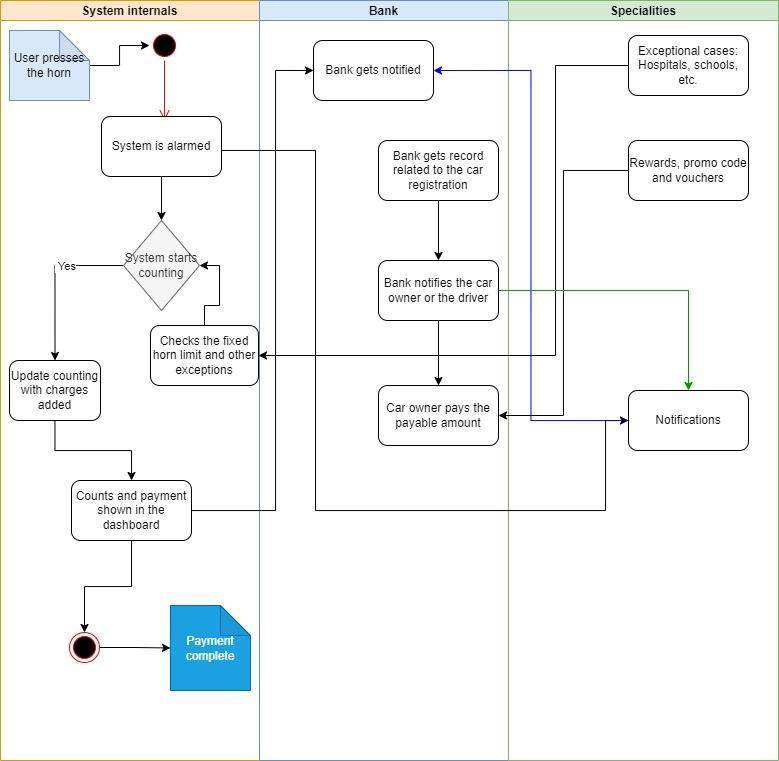 System internals
Bank
Specialities
User presses
the horn
System is alarmed
System starts
counting
Yes
Checks the fixed
horn limit and other
exceptions
Update counting
with charges
added
Counts and payment
shown in the
dashboard
Payment
complete
Bank gets notified
Bank gets record
related to the car
registration
Bank notifies the car
owner or the driver
Car owner pays the
payable amount
Exceptional cases:
Hospitals, schools,
etc.
Rewards, promo code
and vouchers
Notifications